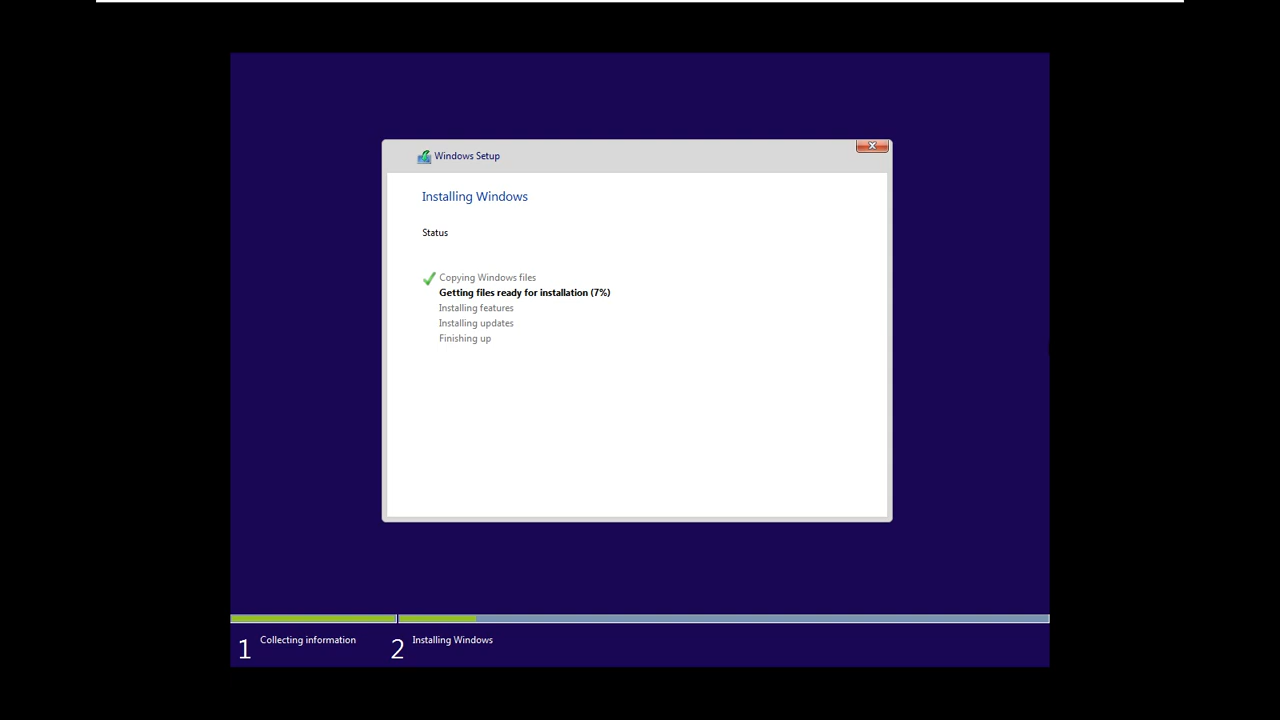 Windows Setup
Installing Windows
Status
Copying Windows files
Getting files ready for installation (7%)
Installing features
Installing updates
Finishing up
1 Collecting information
2 Installing Windows